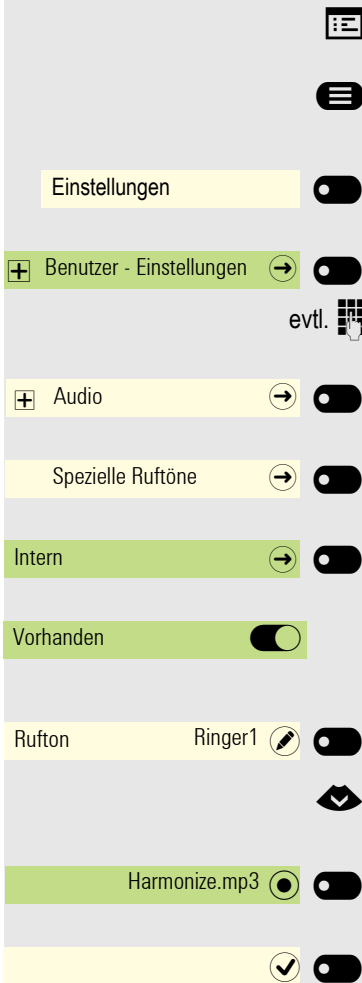 Einstellungen
Benutzer - Einstellungen
evtl.
Audio
Spezielle Ruftöne
Intern
Vorhanden
Rufton Ringer1
Harmonize.mp3